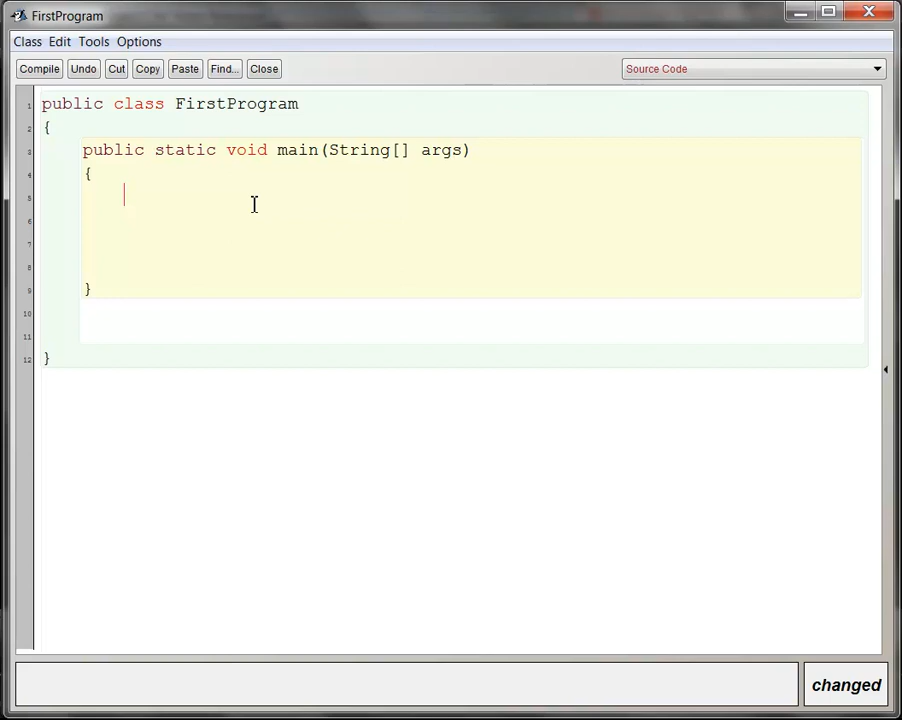 FirstProgram
Class Edit Tools Options
Compile Undo Cut Copy Paste Find... Close Source Code
1 public class FirstProgram
2 {
3 public static void main(String[] args)
4 {
5
6
7
8
9 }
10
11
12 }
changed